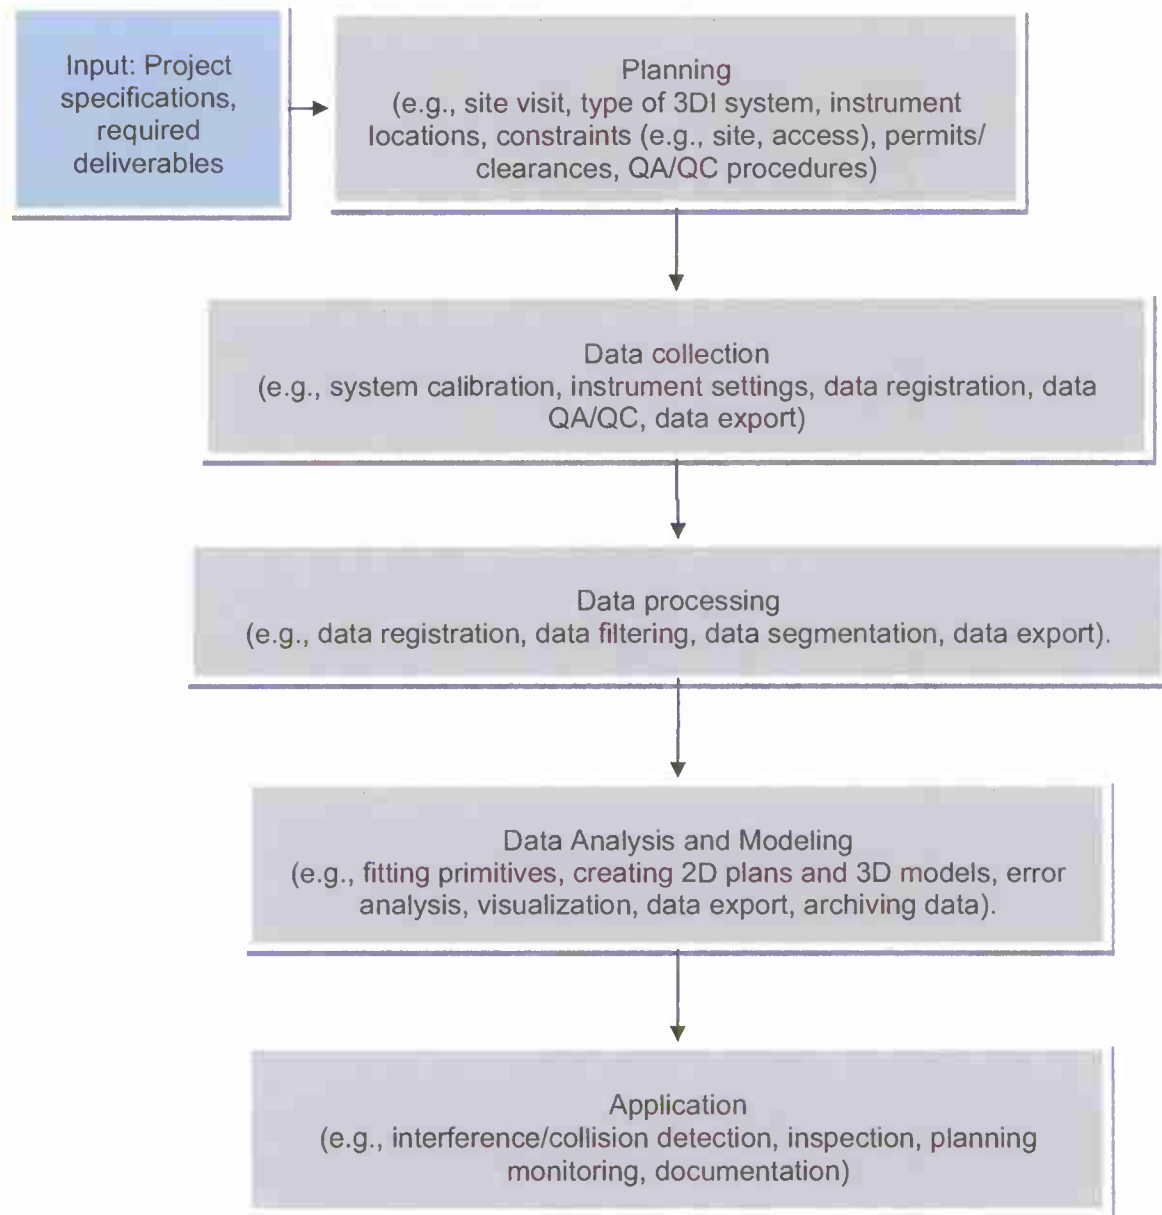 Input: Project
specifications,
required
deliverables
Planning
(e.g., site visit, type of 3DI system, instrument
locations, constraints (e.g., site, access), permits/
clearances, QA/QC procedures)
Data collection
(e.g., system calibration, instrument settings, data registration, data
QA/QC, data export)
Data processing
(e.g., data registration, data filtering, data segmentation, data export).
Data Analysis and Modeling
(e.g., fitting primitives, creating 2D plans and 3D models, error
analysis, visualization, data export, archiving data).
Application
(e.g., interference/collision detection, inspection, planning
monitoring, documentation)